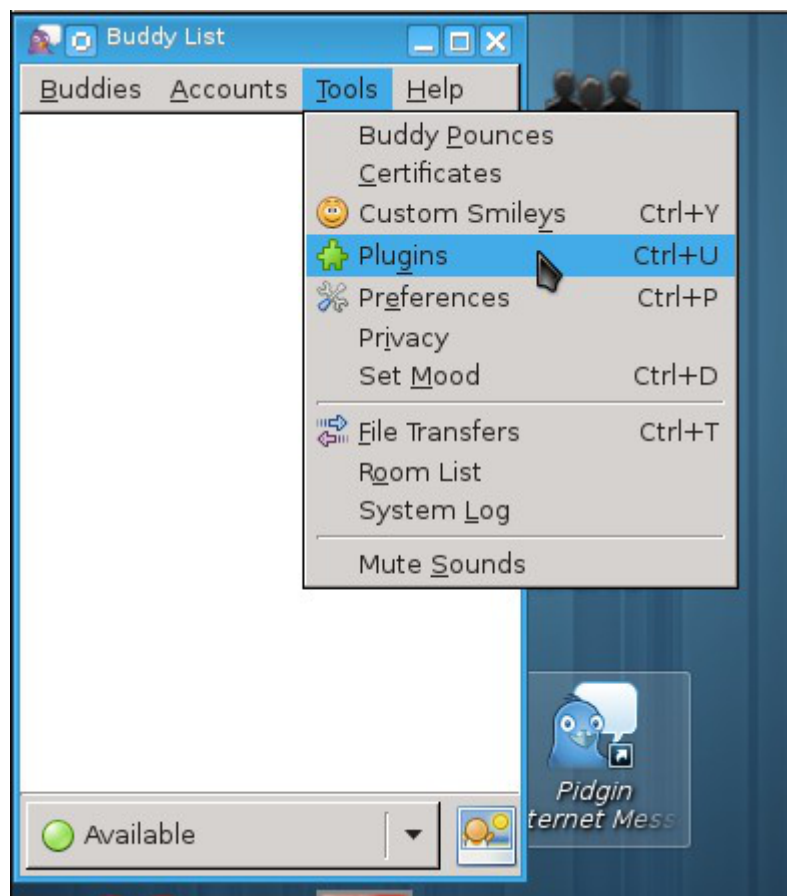 Buddy List
Buddies Accounts Tools Help
Buddy Pounces
Certificates
Custom Smileys Ctrl+Y
Plugins Ctrl+U
Preferences Ctrl+P
Privacy
Set Mood Ctrl+D
File Transfers Ctrl+T
Room List
System Log
Mute Sounds
Pidgin
ternet Mess
Available